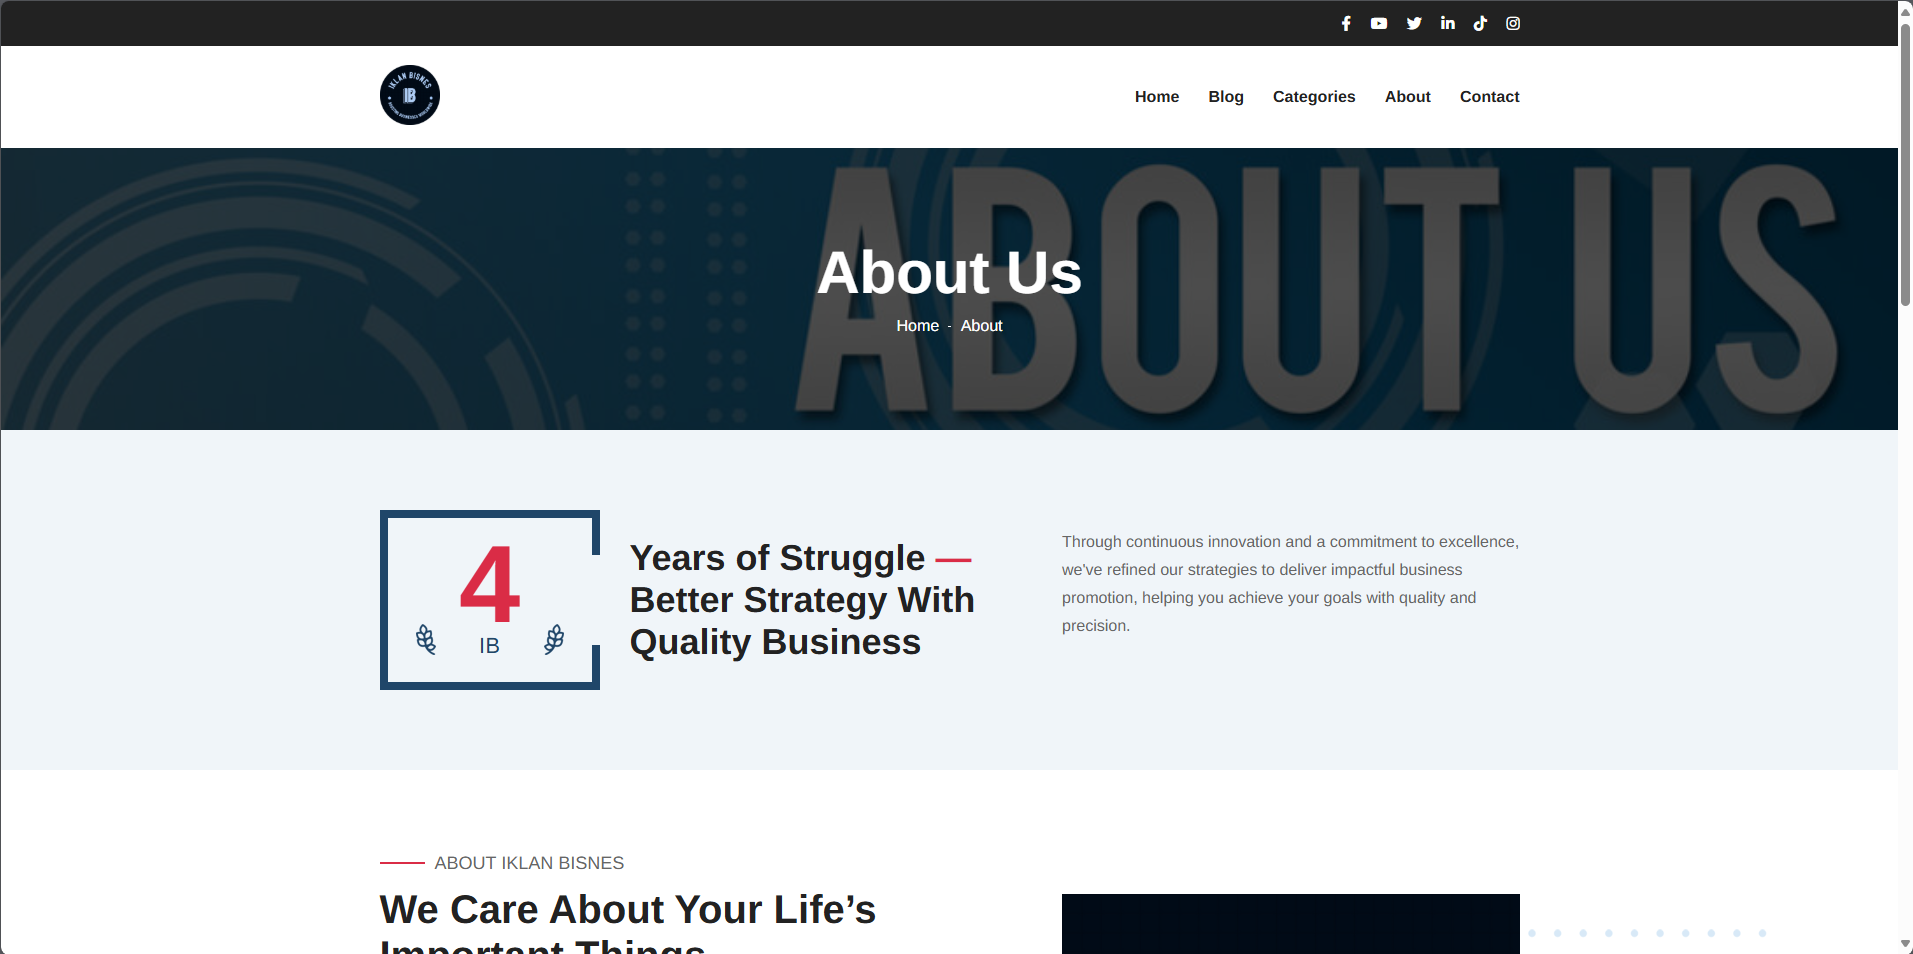 IKLAN BISNES
IB
Home
Blog
Categories
About
Contact
ABOUT US
About Us
Home - About
4
IB
Years of Struggle —
Better Strategy With
Quality Business
Through continuous innovation and a commitment to excellence,
we've refined our strategies to deliver impactful business
promotion, helping you achieve your goals with quality and
precision.
ABOUT IKLAN BISNES
We Care About Your Life’s
Important Things